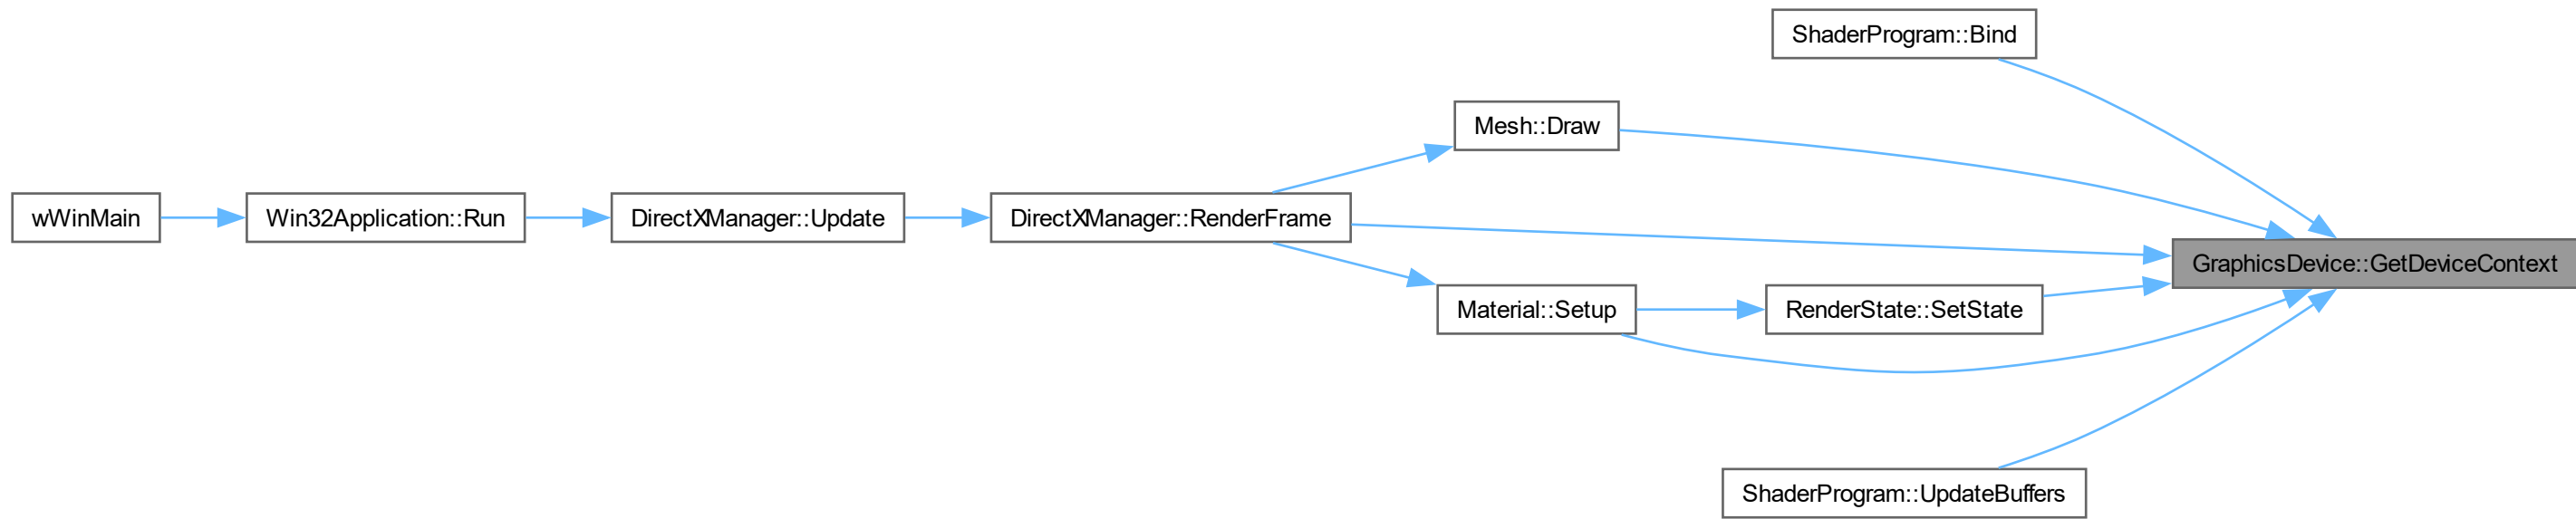 ShaderProgram::Bind
Mesh::Draw
wWinMain
Win32Application::Run
DirectXManager::Update
DirectXManager::RenderFrame
GraphicsDevice::GetDeviceContext
Material::Setup
RenderState::SetState
ShaderProgram::UpdateBuffers